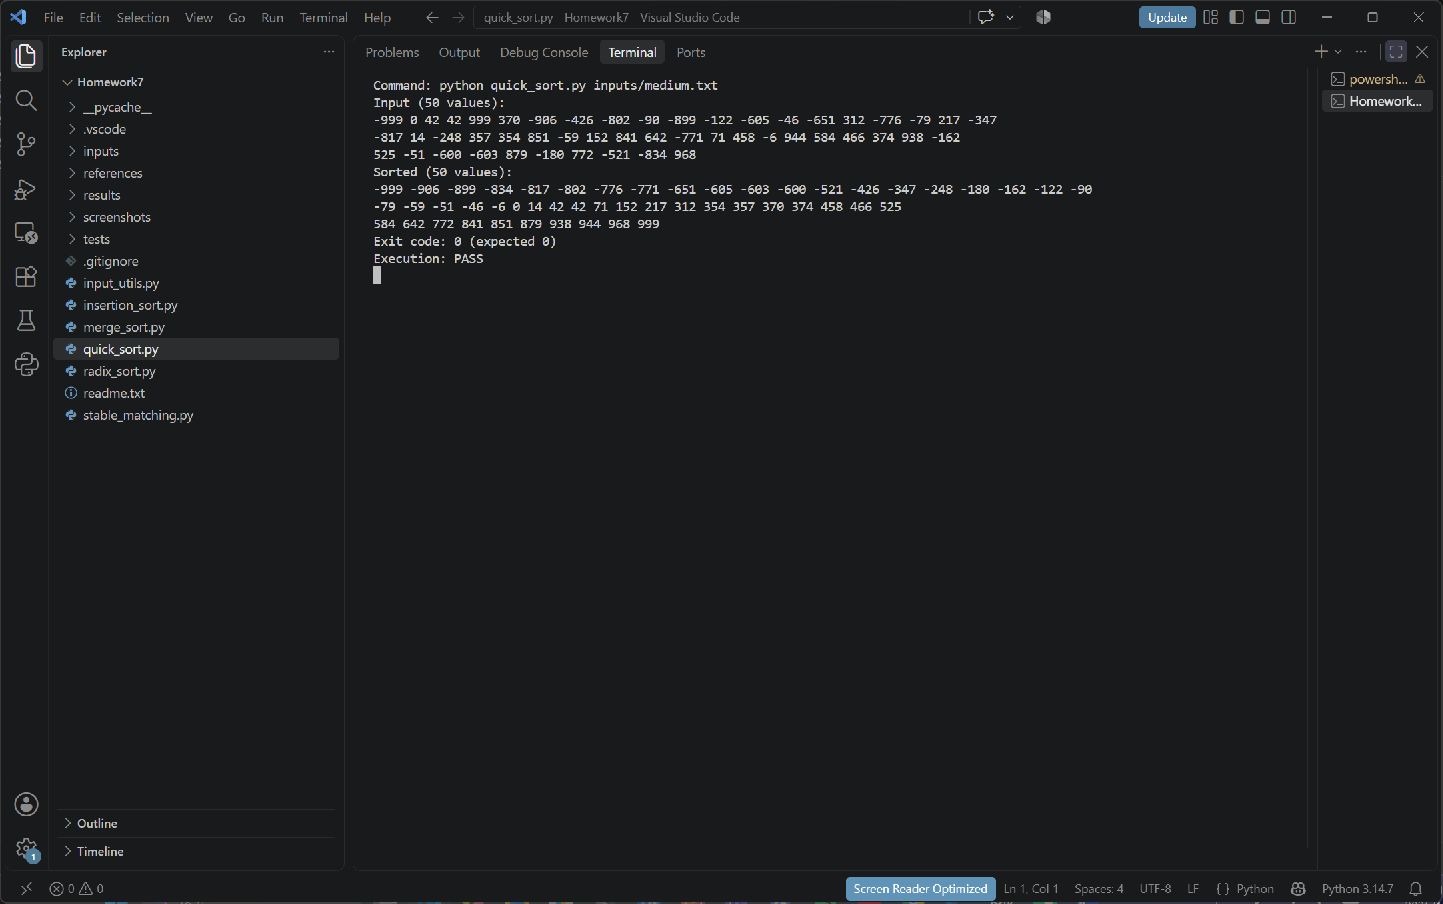 File Edit Selection View Go Run Terminal Help quick_sort.py Homework7 Visual Studio Code Update
Explorer
Homework7
__pycache__
.vscode
inputs
references
results
screenshots
tests
.gitignore
input_utils.py
insertion_sort.py
merge_sort.py
quick_sort.py
radix_sort.py
readme.txt
stable_matching.py
Outline
Timeline
Problems Output Debug Console Terminal Ports
Command: python quick_sort.py inputs/medium.txt
Input (50 values):
-999 0 42 42 999 370 -906 -426 -802 -90 -899 -122 -605 -46 -651 312 -776 -79 217 -347
-817 14 -248 357 354 851 -59 152 841 642 -771 71 458 -6 944 584 466 374 938 -162
525 -51 -600 -603 879 -180 772 -521 -834 968
Sorted (50 values):
-999 -906 -899 -834 -817 -802 -776 -771 -651 -605 -603 -600 -521 -426 -347 -248 -180 -162 -122 -90
-79 -59 -51 -46 -6 0 14 42 42 71 152 217 312 354 357 370 374 458 466 525
584 642 772 841 851 879 938 944 968 999
Exit code: 0 (expected 0)
Execution: PASS
powersh...
Homework...
1
0 0 Screen Reader Optimized Ln 1, Col 1 Spaces: 4 UTF-8 LF { } Python Python 3.14.7